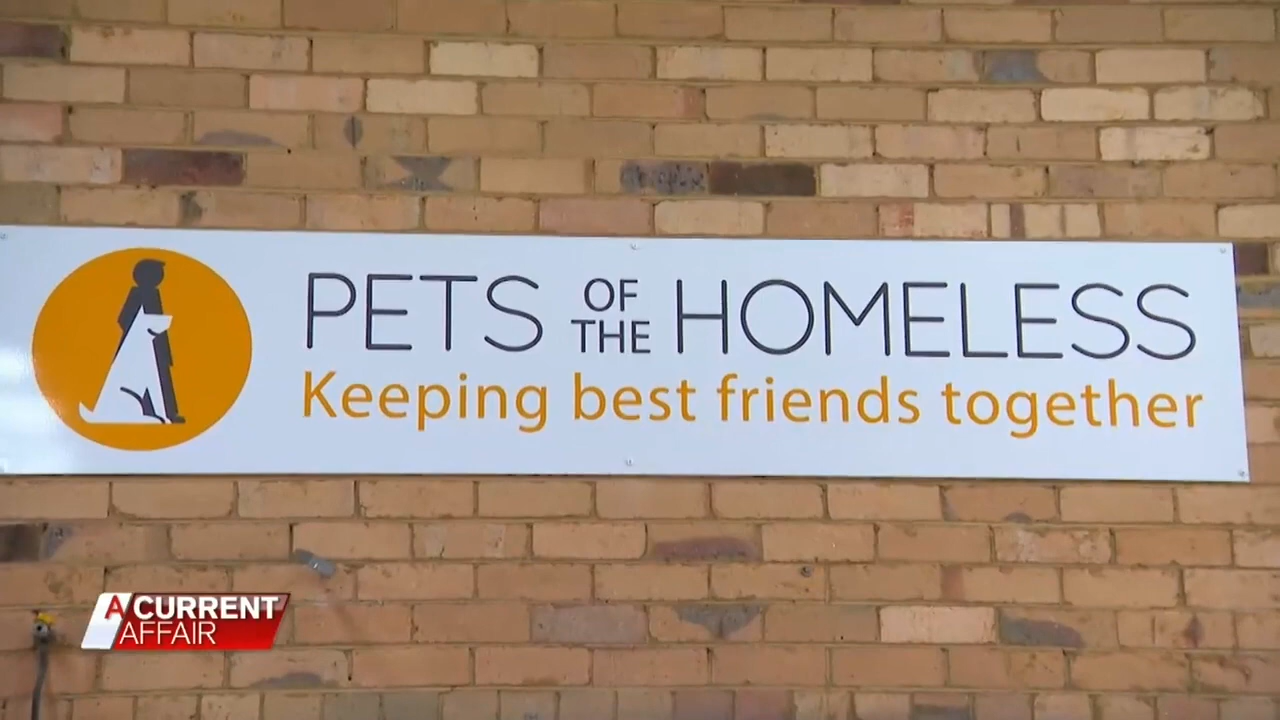 PETS OF THE HOMELESS
Keeping best friends together
A CURRENT
AFFAIR